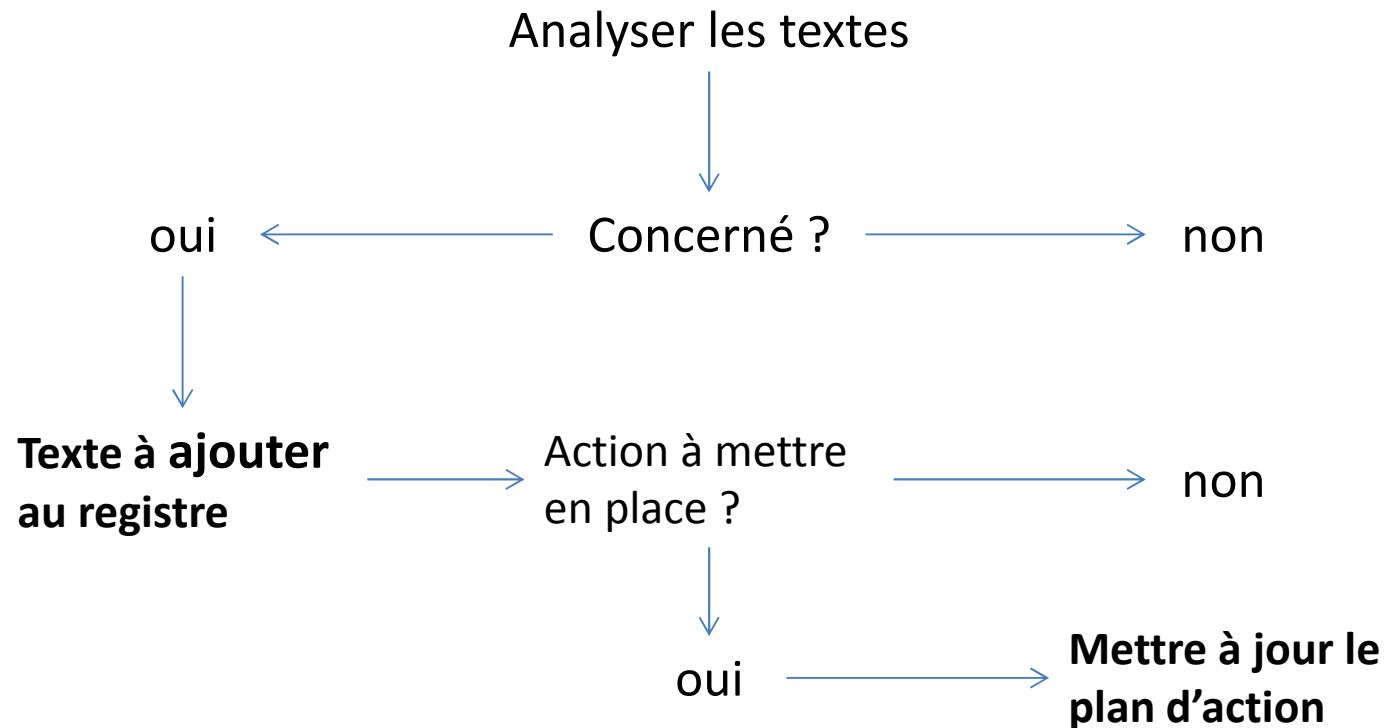 Analyser les textes
oui
Concerné ?
non
Texte à ajouter
au registre
Action à mettre
en place ?
non
oui
Mettre à jour le
plan d’action